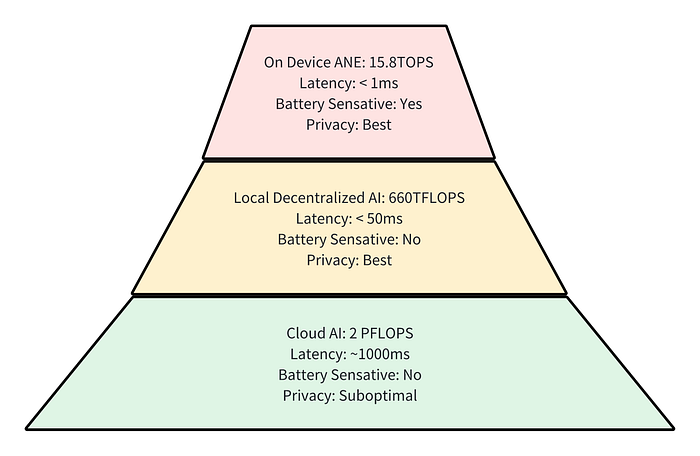 On Device ANE: 15.8TOPS
Latency: < 1ms
Battery Sensative: Yes
Privacy: Best
Local Decentralized AI: 660TFLOPS
Latency: < 50ms
Battery Sensative: No
Privacy: Best
Cloud AI: 2 PFLOPS
Latency: ~1000ms
Battery Sensative: No
Privacy: Suboptimal